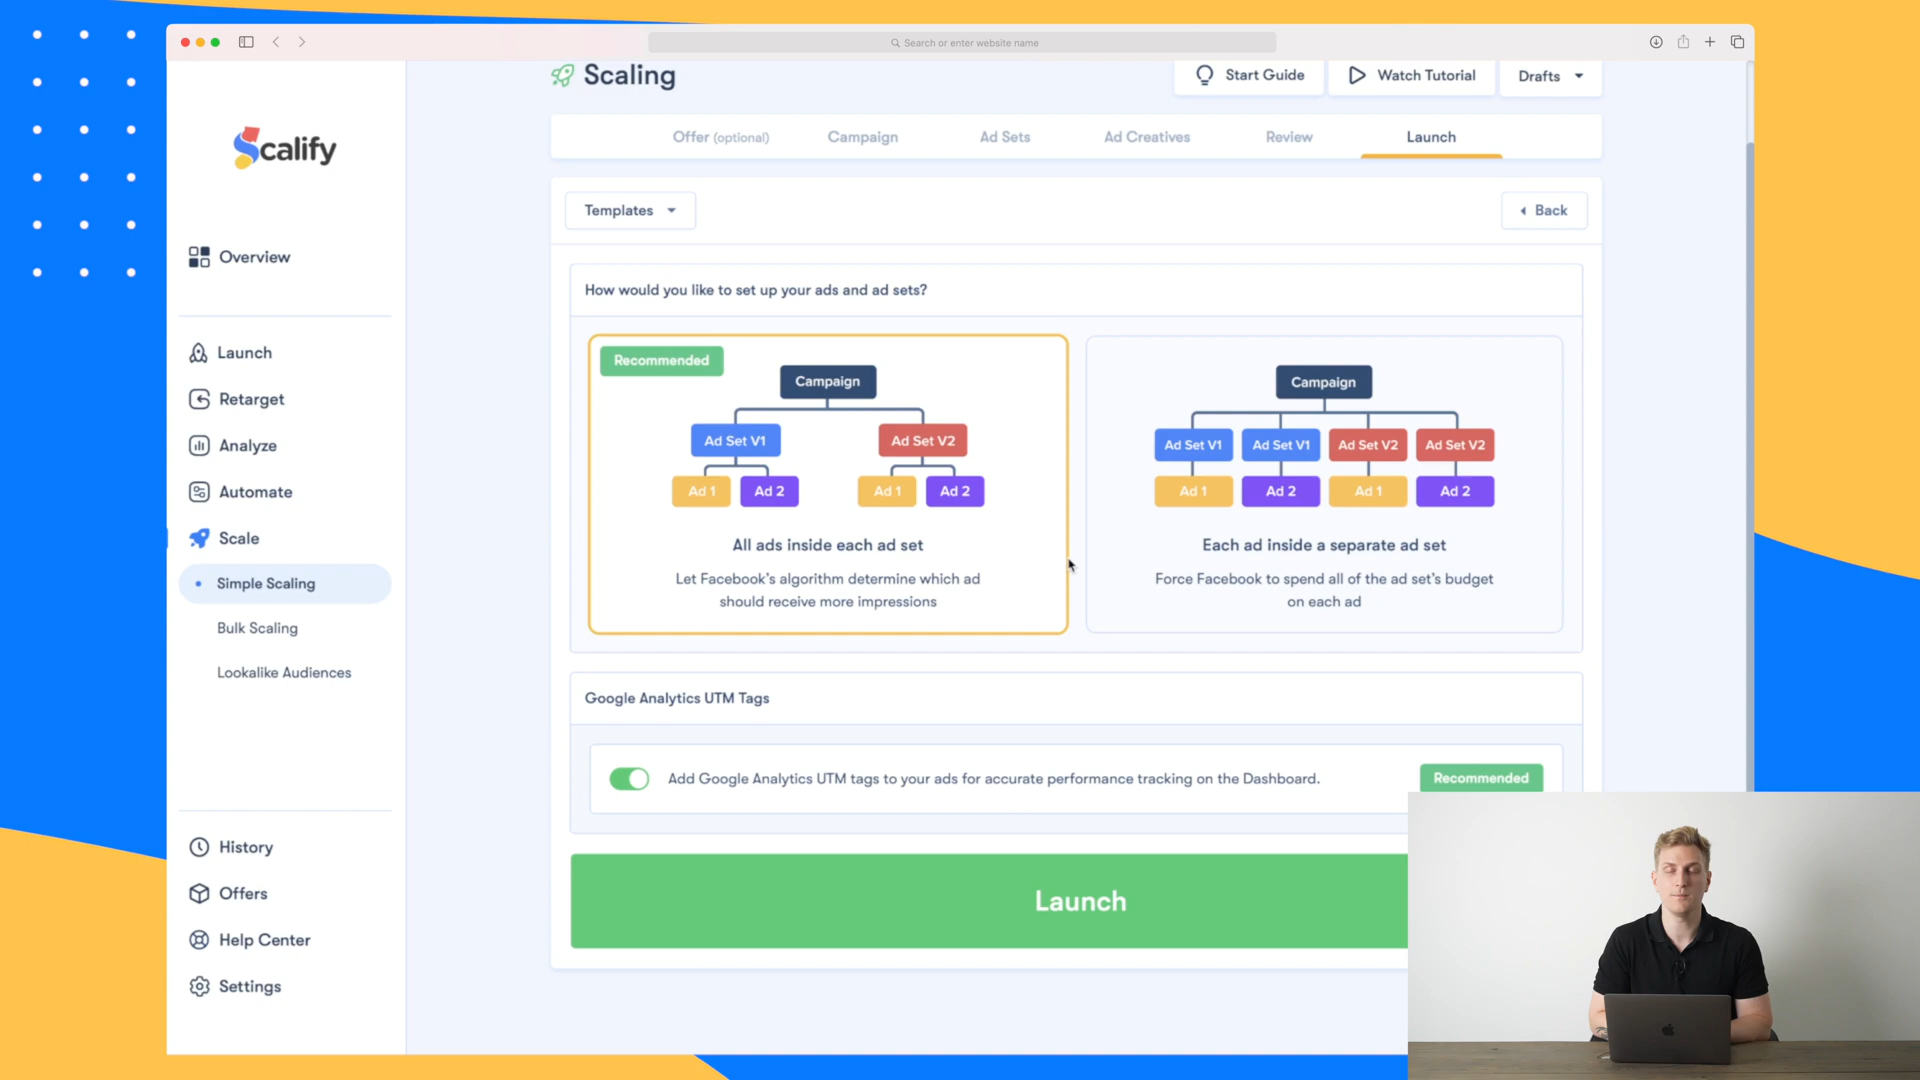 Search or enter website name
Scaling
Start Guide
Watch Tutorial
Drafts
Scalify
Offer (optional)
Campaign
Ad Sets
Ad Creatives
Review
Launch
Templates
Back
Overview
Launch
Retarget
Analyze
Automate
Scale
Simple Scaling
Bulk Scaling
Lookalike Audiences
History
Offers
Help Center
Settings
How would you like to set up your ads and ad sets?
Recommended
Campaign
Ad Set V1
Ad Set V2
Ad 1
Ad 2
Ad 1
Ad 2
All ads inside each ad set
Let Facebook's algorithm determine which ad
should receive more impressions
Campaign
Ad Set V1
Ad Set V1
Ad Set V2
Ad Set V2
Ad 1
Ad 2
Ad 1
Ad 2
Each ad inside a separate ad set
Force Facebook to spend all of the ad set's budget
on each ad
Google Analytics UTM Tags
Add Google Analytics UTM tags to your ads for accurate performance tracking on the Dashboard.
Recommended
Launch